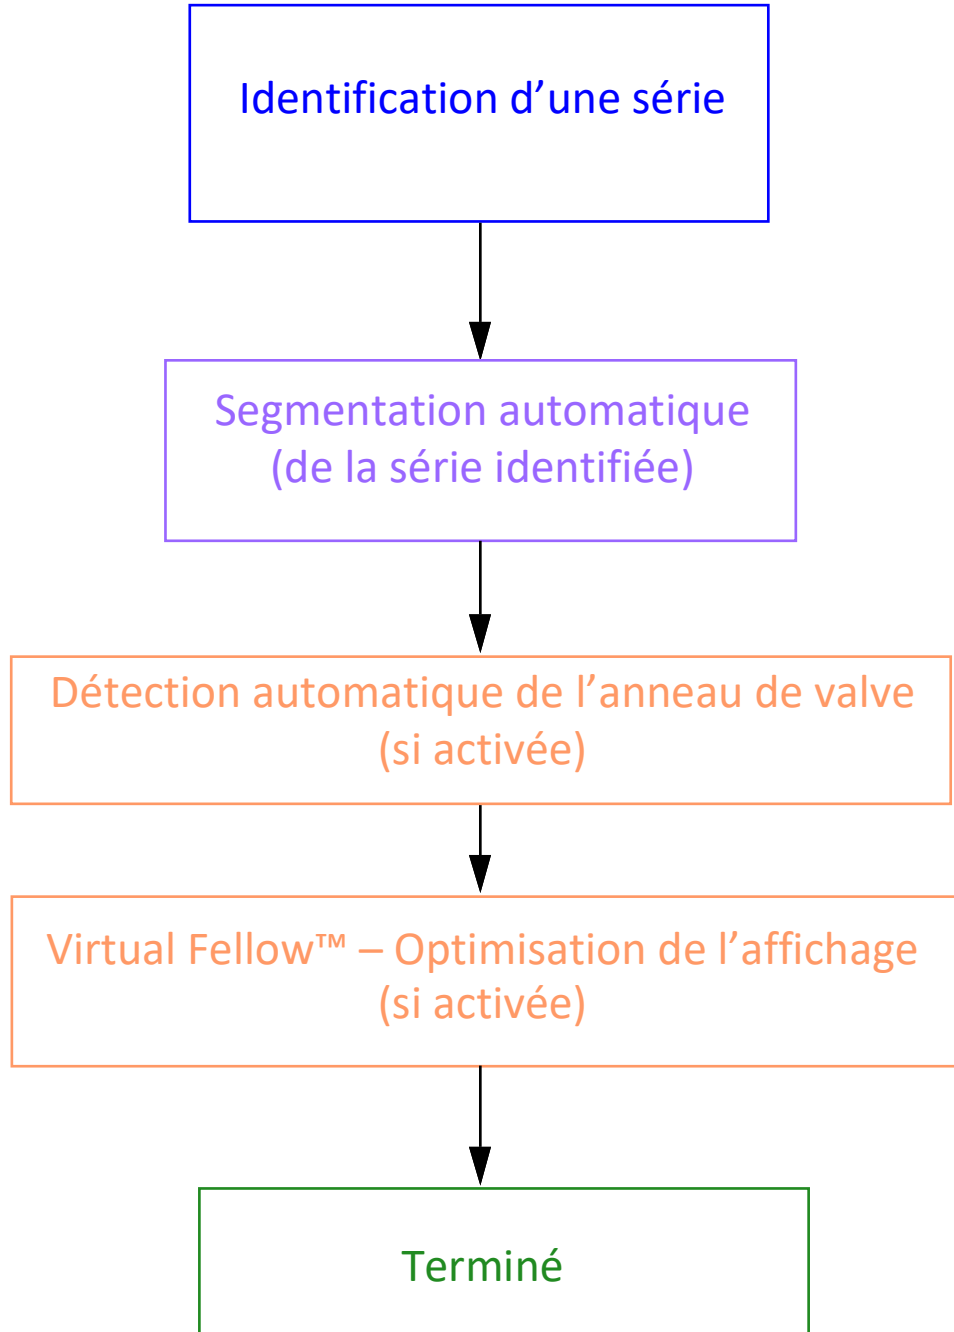 Identification d’une série
Segmentation automatique
(de la série identifiée)
Détection automatique de l’anneau de valve
(si activée)
Virtual Fellow™ – Optimisation de l’affichage
(si activée)
Terminé